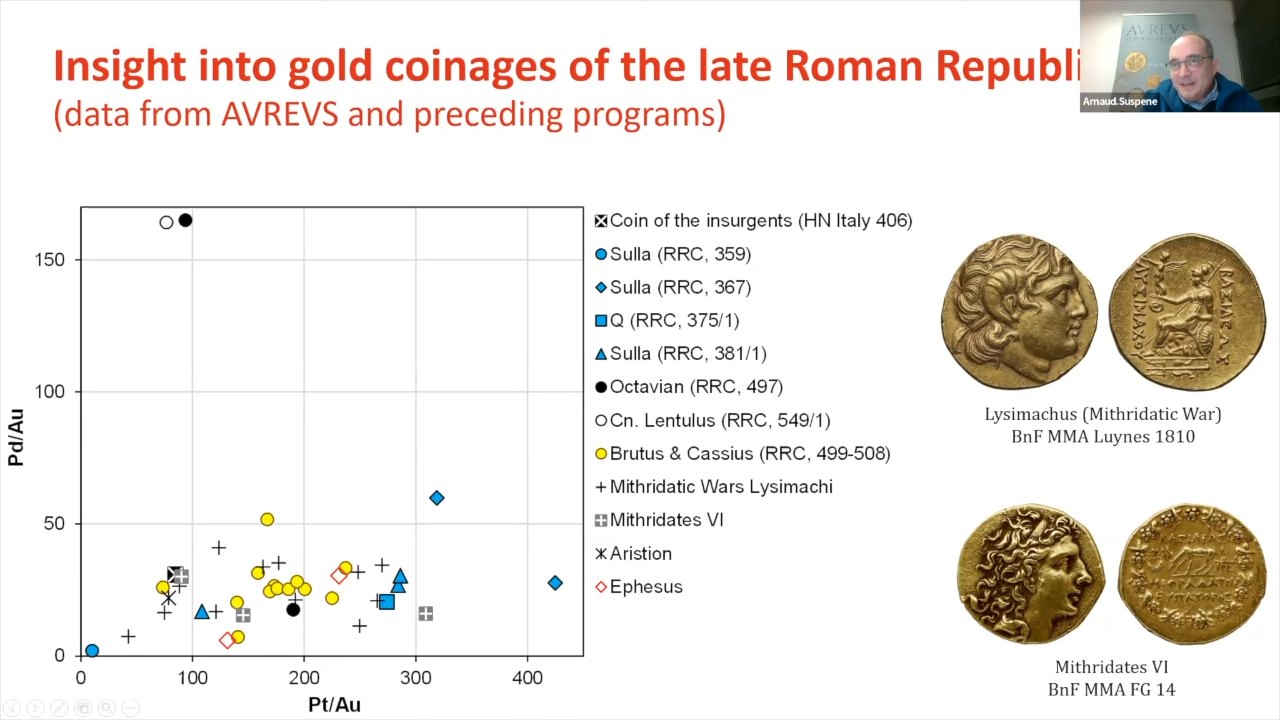 Insight into gold coinages of the late Roman Republi
(data from AVREVS and preceding programs)
AVREVS
Arnaud.Suspene
150
100
50
0
Pd/Au
0 100 200 300 400
Pt/Au
Coin of the insurgents (HN Italy 406)
Sulla (RRC, 359)
Sulla (RRC, 367)
Q (RRC, 375/1)
Sulla (RRC, 381/1)
Octavian (RRC, 497)
Cn. Lentulus (RRC, 549/1)
Brutus & Cassius (RRC, 499-508)
Mithridatic Wars Lysimachi
Mithridates VI
Aristion
Ephesus
ΒΑΣΙΛΕΩΣ
ΛΥΣΙΜΑΧΟΥ
Lysimachus (Mithridatic War)
BnF MMA Luynes 1810
Mithridates VI
BnF MMA FG 14